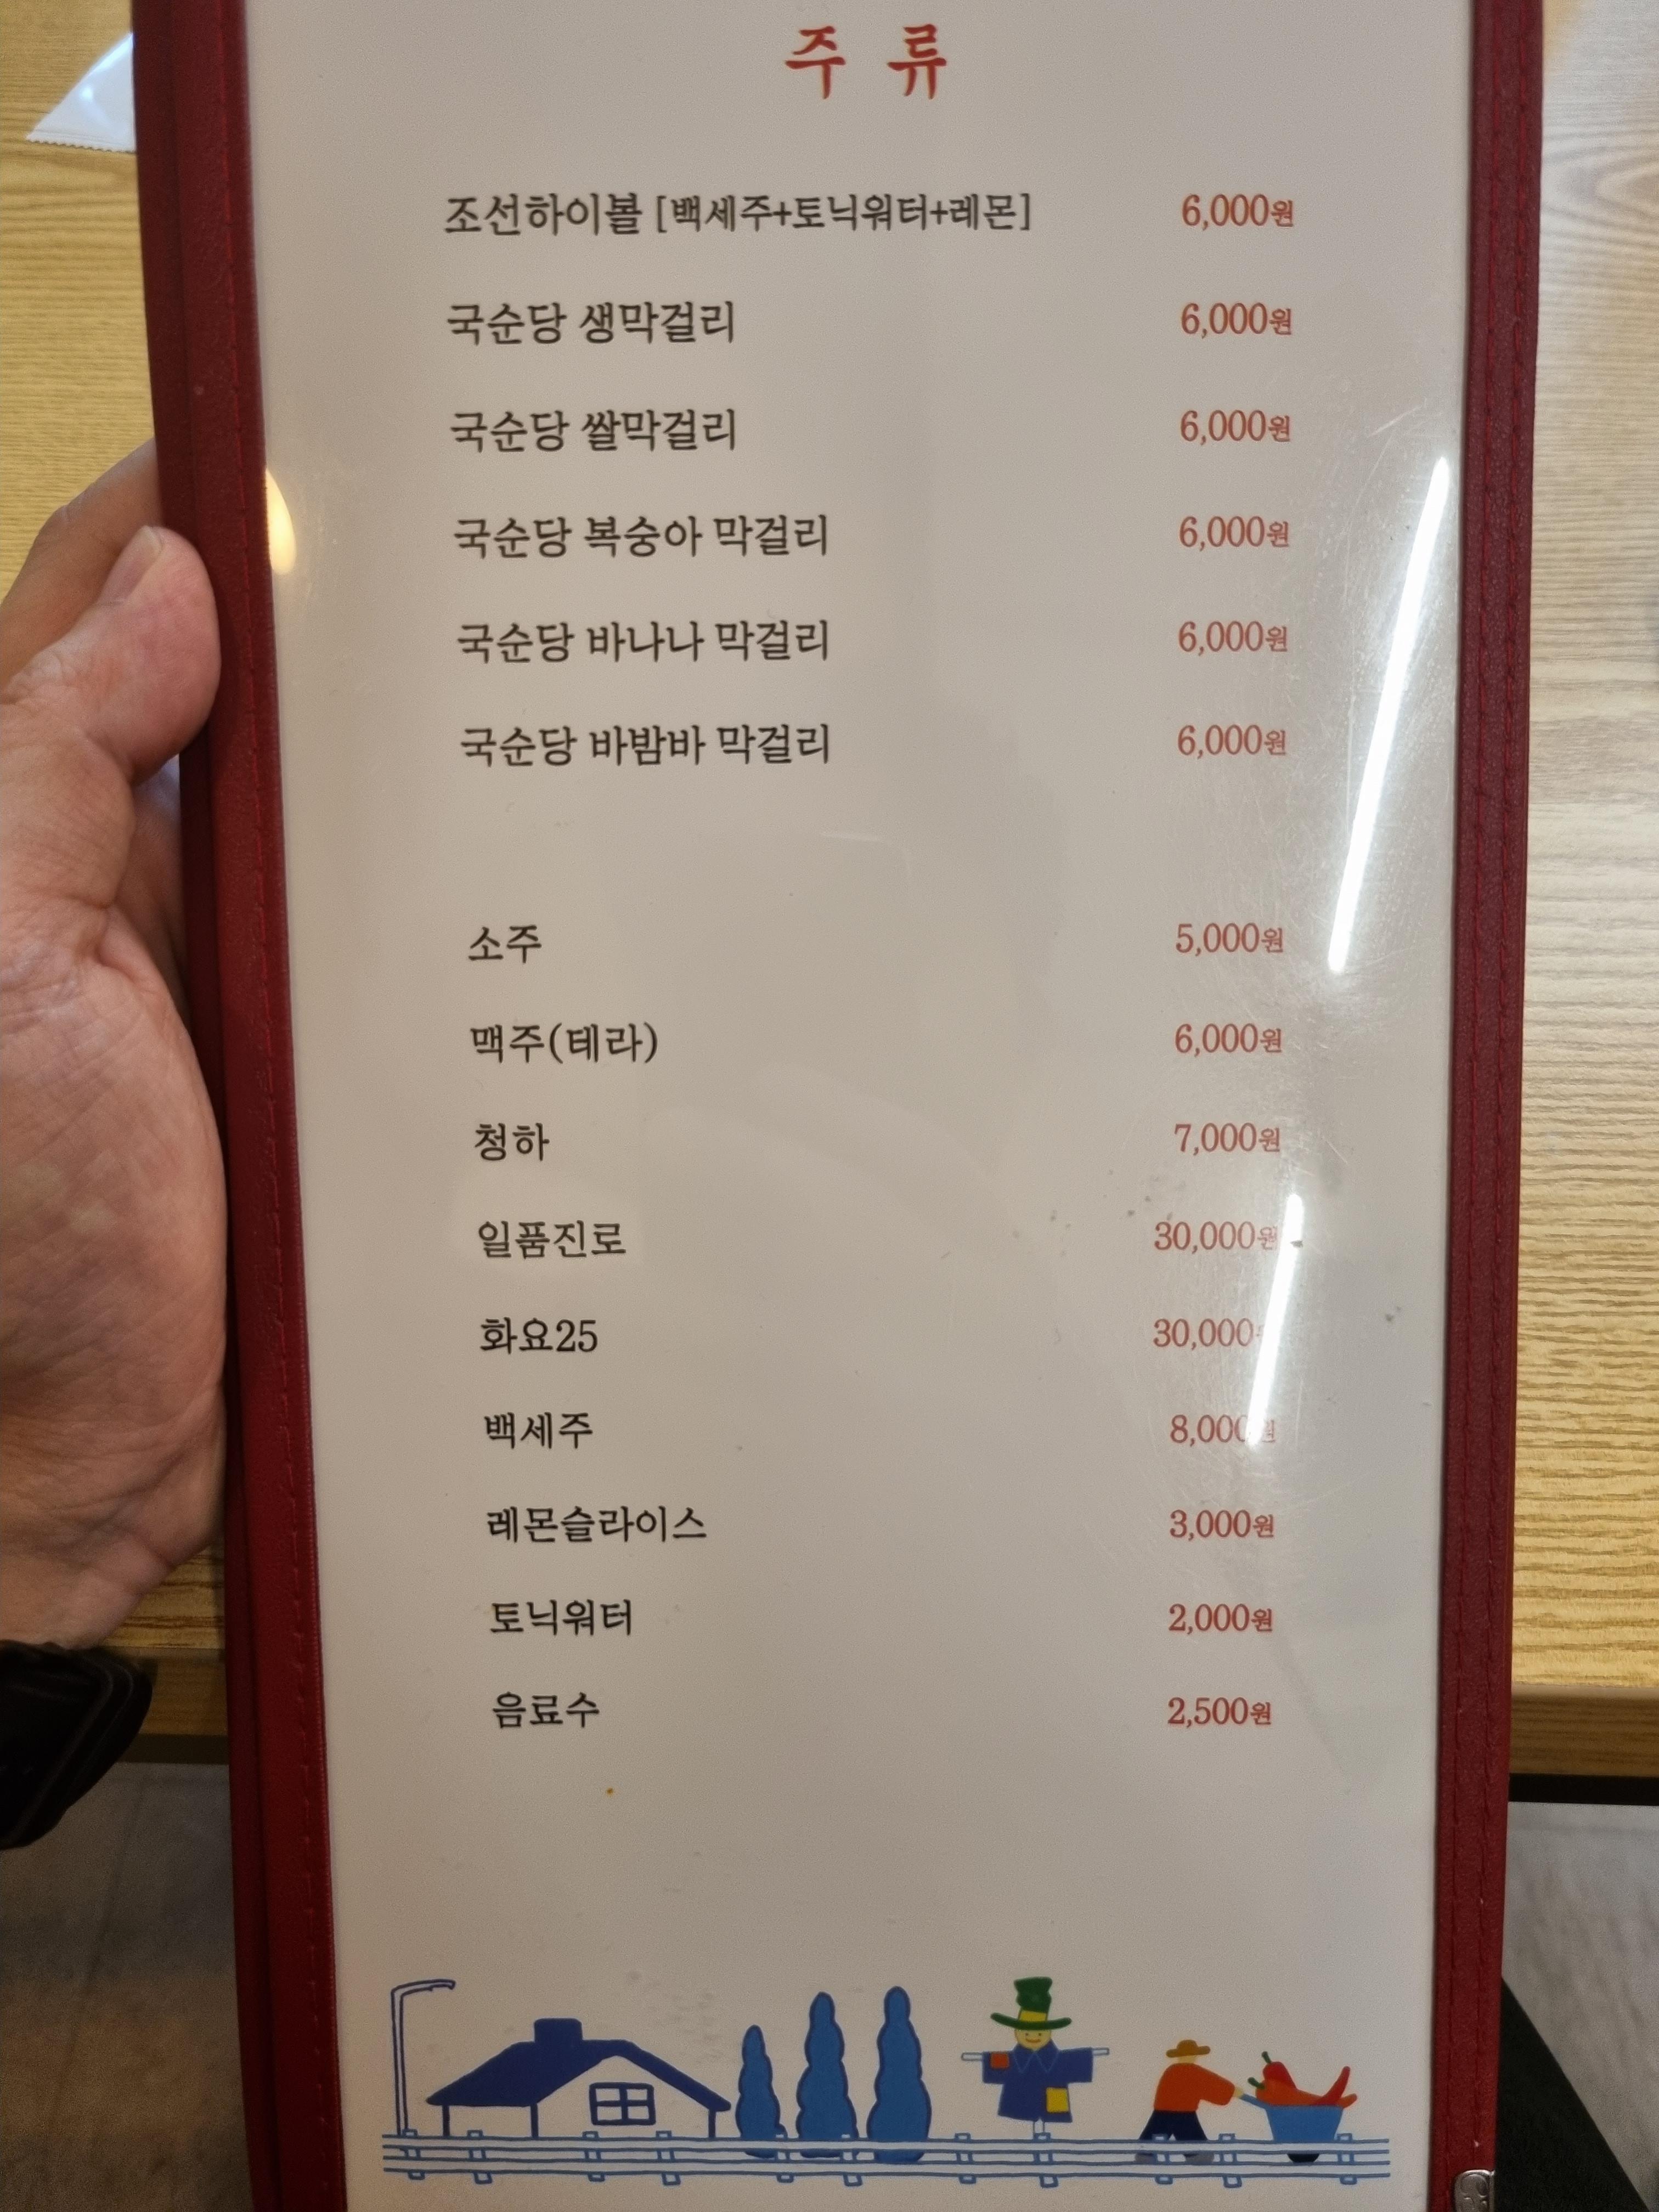 주 류
조선하이볼 [백세주+토닉워터+레몬] 6,000원
국순당 생막걸리 6,000원
국순당 쌀막걸리 6,000원
국순당 복숭아 막걸리 6,000원
국순당 바나나 막걸리 6,000원
국순당 바밤바 막걸리 6,000원
소주 5,000원
맥주(테라) 6,000원
청하 7,000원
일품진로 30,000원
화요25 30,000원
백세주 8,000원
레몬슬라이스 3,000원
토닉워터 2,000원
음료수 2,500원